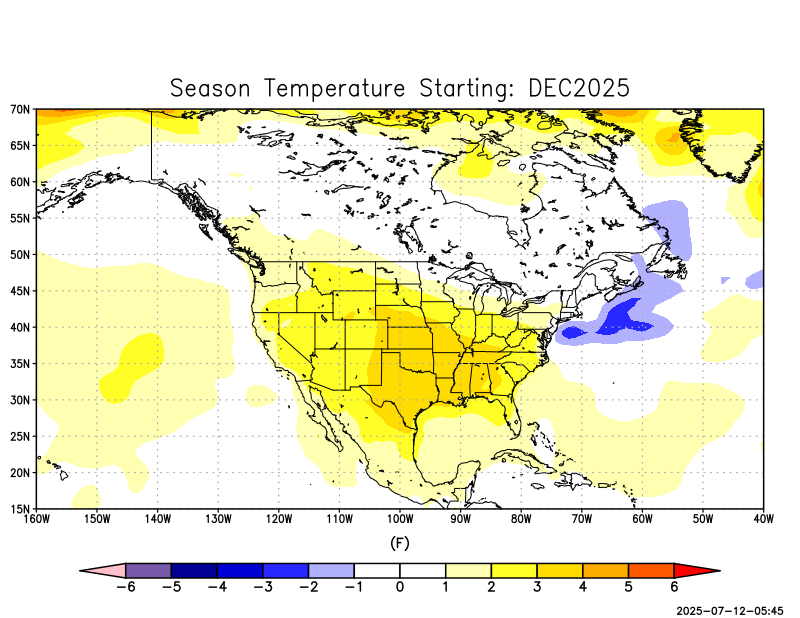 Season Temperature Starting: DEC2025
70N
65N
60N
55N
50N
45N
40N
35N
30N
25N
20N
15N
160W 150W 140W 130W 120W 110W 100W 90W 80W 70W 60W 50W 40W
(F)
−6 −5 −4 −3 −2 −1 0 1 2 3 4 5 6
2025-07-12-05:45